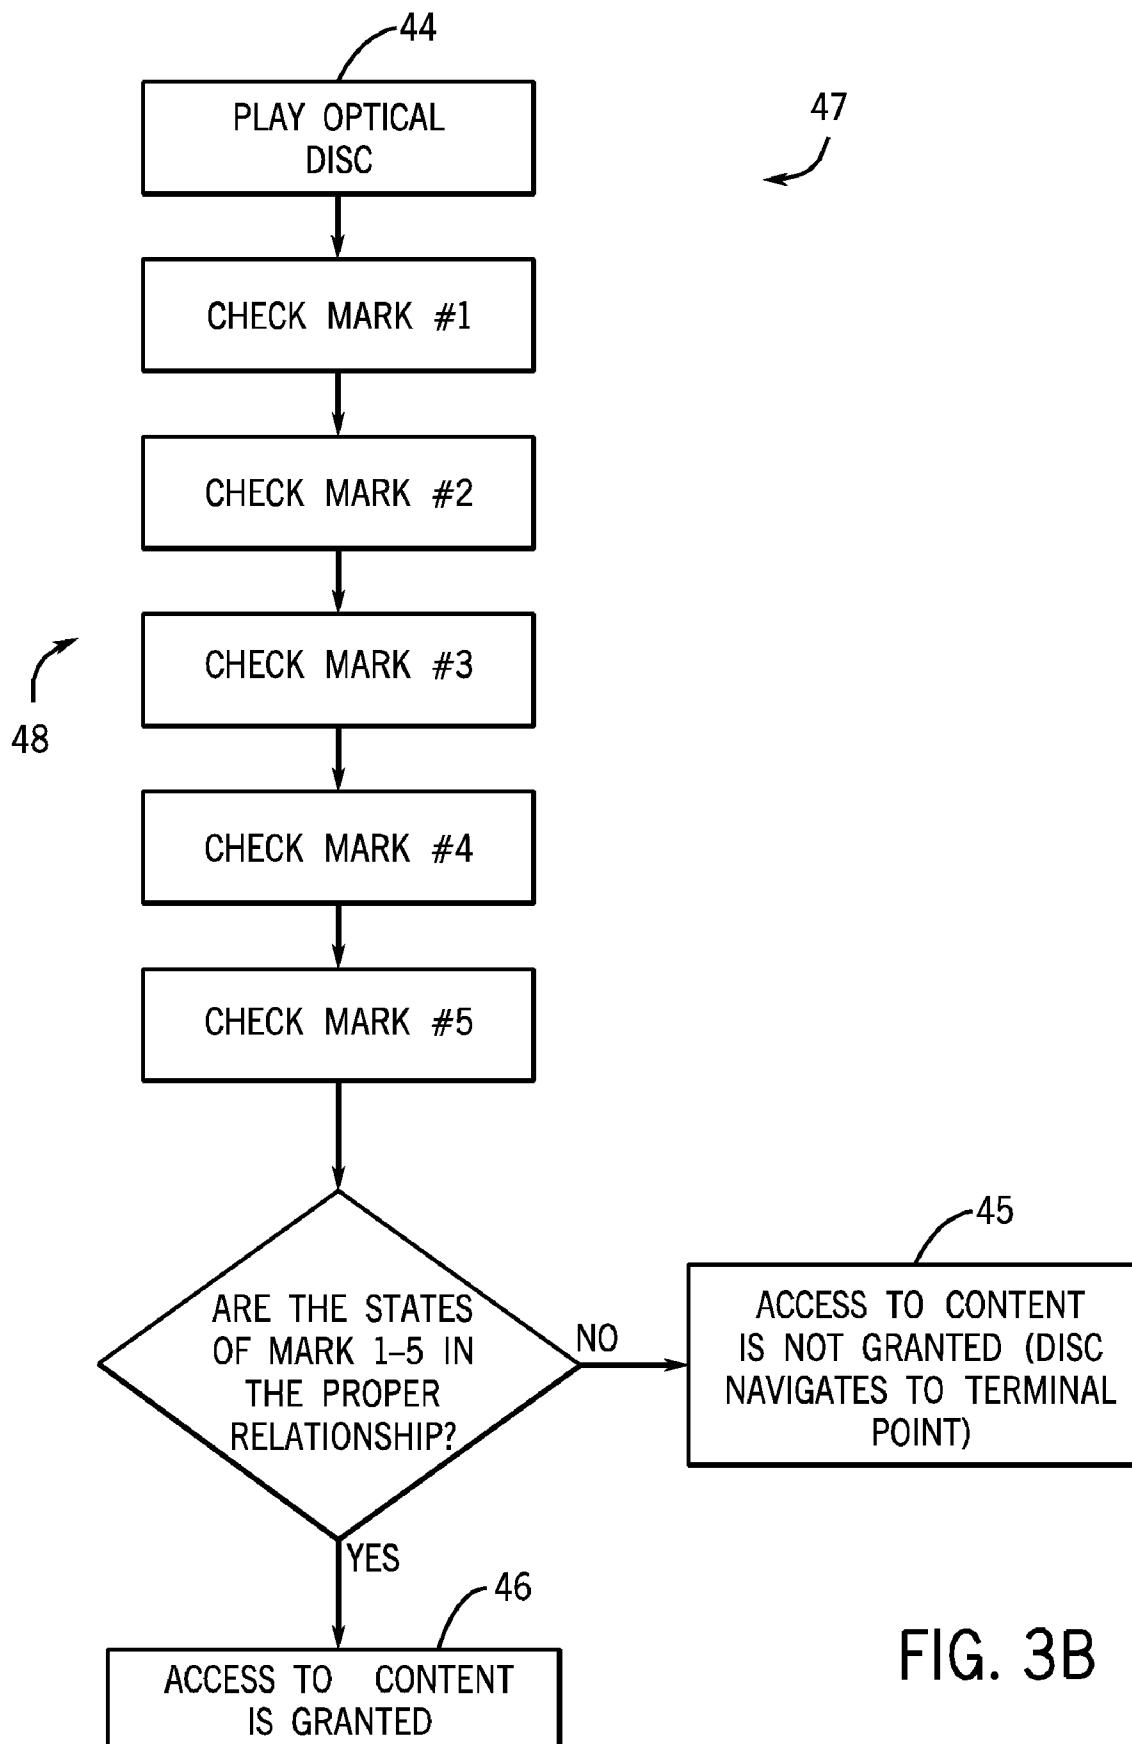 44
PLAY OPTICAL
DISC
47
CHECK MARK #1
CHECK MARK #2
CHECK MARK #3
48
CHECK MARK #4
CHECK MARK #5
ARE THE STATES
OF MARK 1–5 IN
THE PROPER
RELATIONSHIP?
NO
45
ACCESS TO CONTENT
IS NOT GRANTED (DISC
NAVIGATES TO TERMINAL
POINT)
YES
46
ACCESS TO CONTENT
IS GRANTED
FIG. 3B